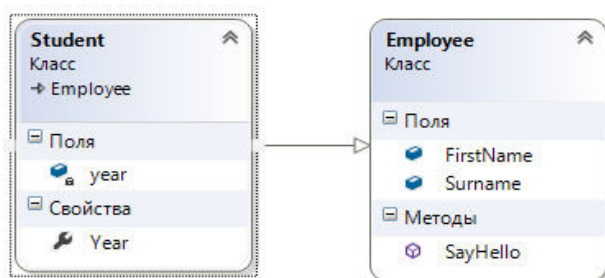 Student
Класс
Employee
Поля
year
Свойства
Year
Employee
Класс
Поля
FirstName
Surname
Методы
SayHello